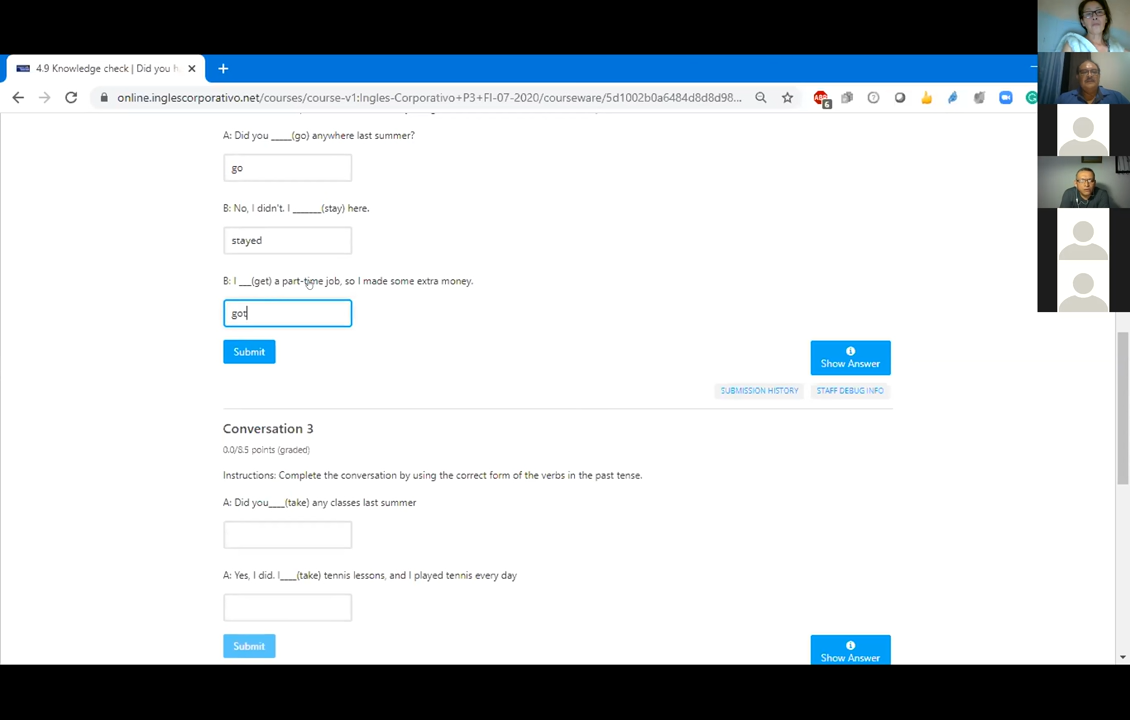 4.9 Knowledge check | Did you h
online.inglescorporativo.net/courses/course-v1:Ingles-Corporativo+P3+FI-07-2020/courseware/5d1002b0a6484d8d8d98...
6
A: Did you _____(go) anywhere last summer?
go
B: No, I didn't. I ______(stay) here.
stayed
B: I ___(get) a part-time job, so I made some extra money.
got
Submit
Show Answer
SUBMISSION HISTORY STAFF DEBUG INFO
Conversation 3
0.0/8.5 points (graded)
Instructions: Complete the conversation by using the correct form of the verbs in the past tense.
A: Did you____(take) any classes last summer
A: Yes, I did. I____(take) tennis lessons, and I played tennis every day
Submit
Show Answer